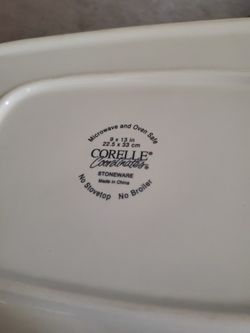 Microwave and Oven Safe
9 x 13 in
22.5 x 33 cm
CORELLE®
Coordinates®
STONEWARE
Made in China
No Stovetop No Broiler